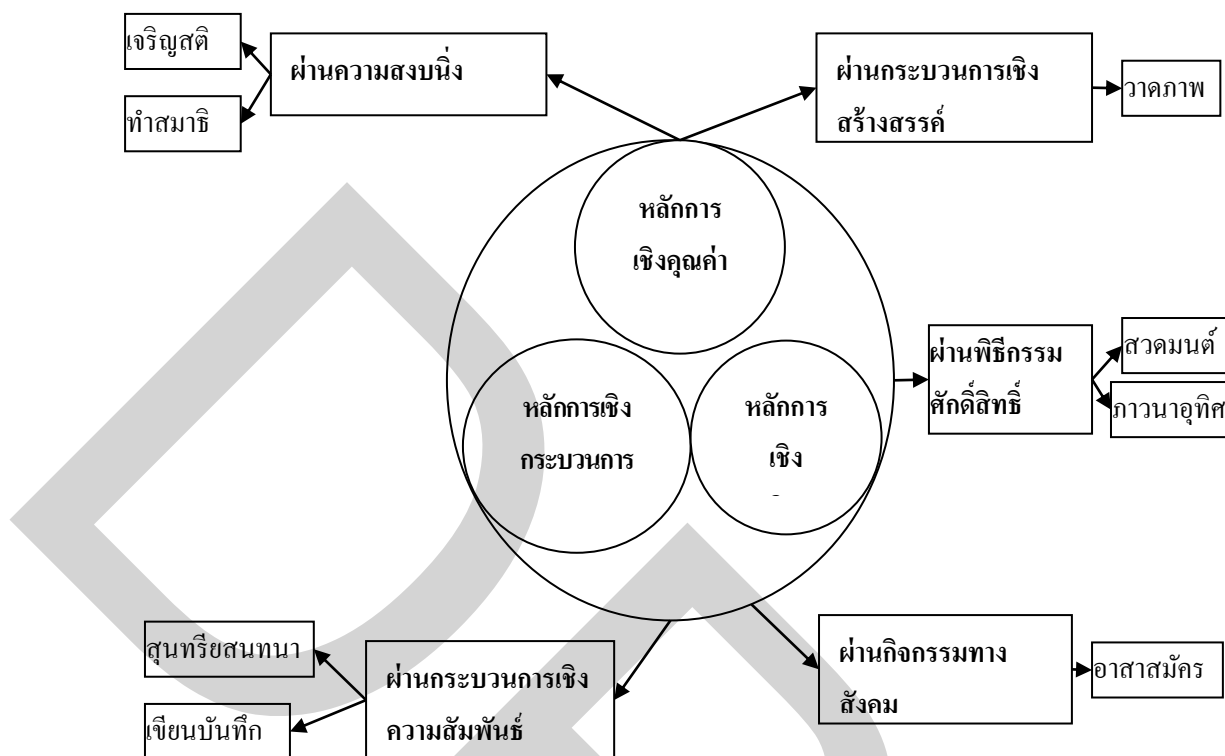 เจริญสติ
ทำสมาธิ
ผ่านความสงบนิ่ง
ผ่านกระบวนการเชิง
สร้างสรรค์
วาดภาพ
หลักการ
เชิงคุณค่า
หลักการเชิง
กระบวนการ
หลักการ
เชิง
ผ่านพิธีกรรม
ศักดิ์สิทธิ์
สวดมนต์
ภาวนาอุทิศ
สุนทรียสนทนา
เขียนบันทึก
ผ่านกระบวนการเชิง
ความสัมพันธ์
ผ่านกิจกรรมทาง
สังคม
อาสาสมัคร